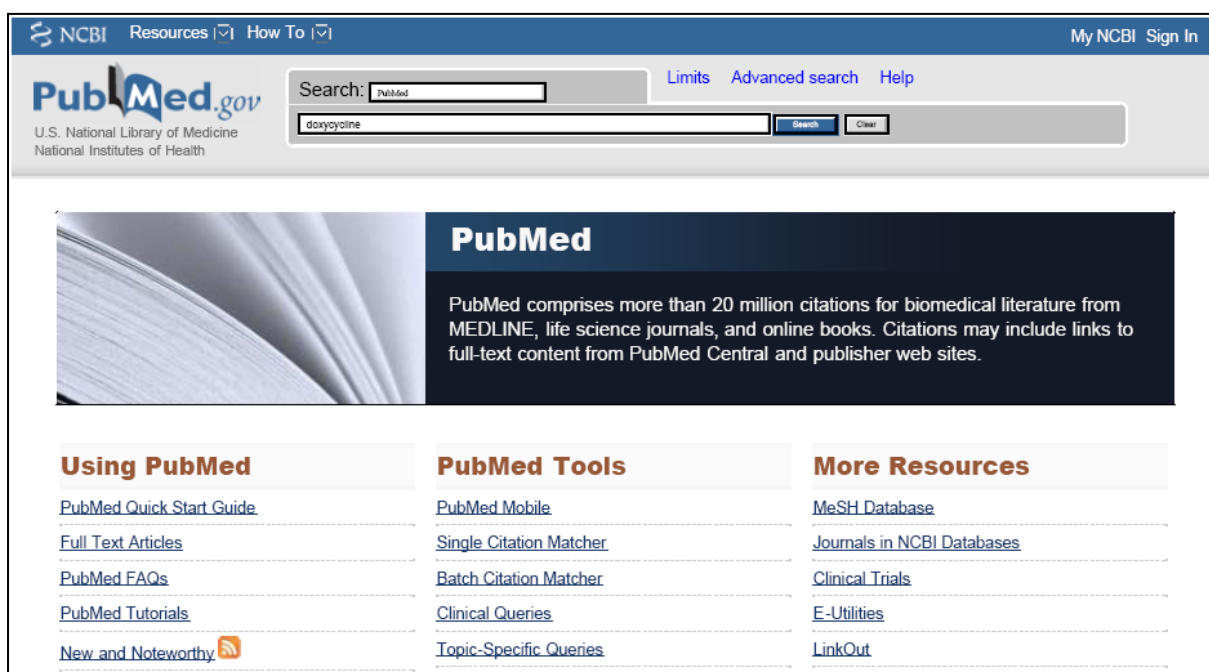 NCBI Resources How To My NCBI Sign In
PubMed.gov
U.S. National Library of Medicine
National Institutes of Health
Search: PubMed
Limits Advanced search Help
doxycycline Search Clear
PubMed
PubMed comprises more than 20 million citations for biomedical literature from
MEDLINE, life science journals, and online books. Citations may include links to
full-text content from PubMed Central and publisher web sites.
Using PubMed
PubMed Quick Start Guide
Full Text Articles
PubMed FAQs
PubMed Tutorials
New and Noteworthy
PubMed Tools
PubMed Mobile
Single Citation Matcher
Batch Citation Matcher
Clinical Queries
Topic-Specific Queries
More Resources
MeSH Database
Journals in NCBI Databases
Clinical Trials
E-Utilities
LinkOut